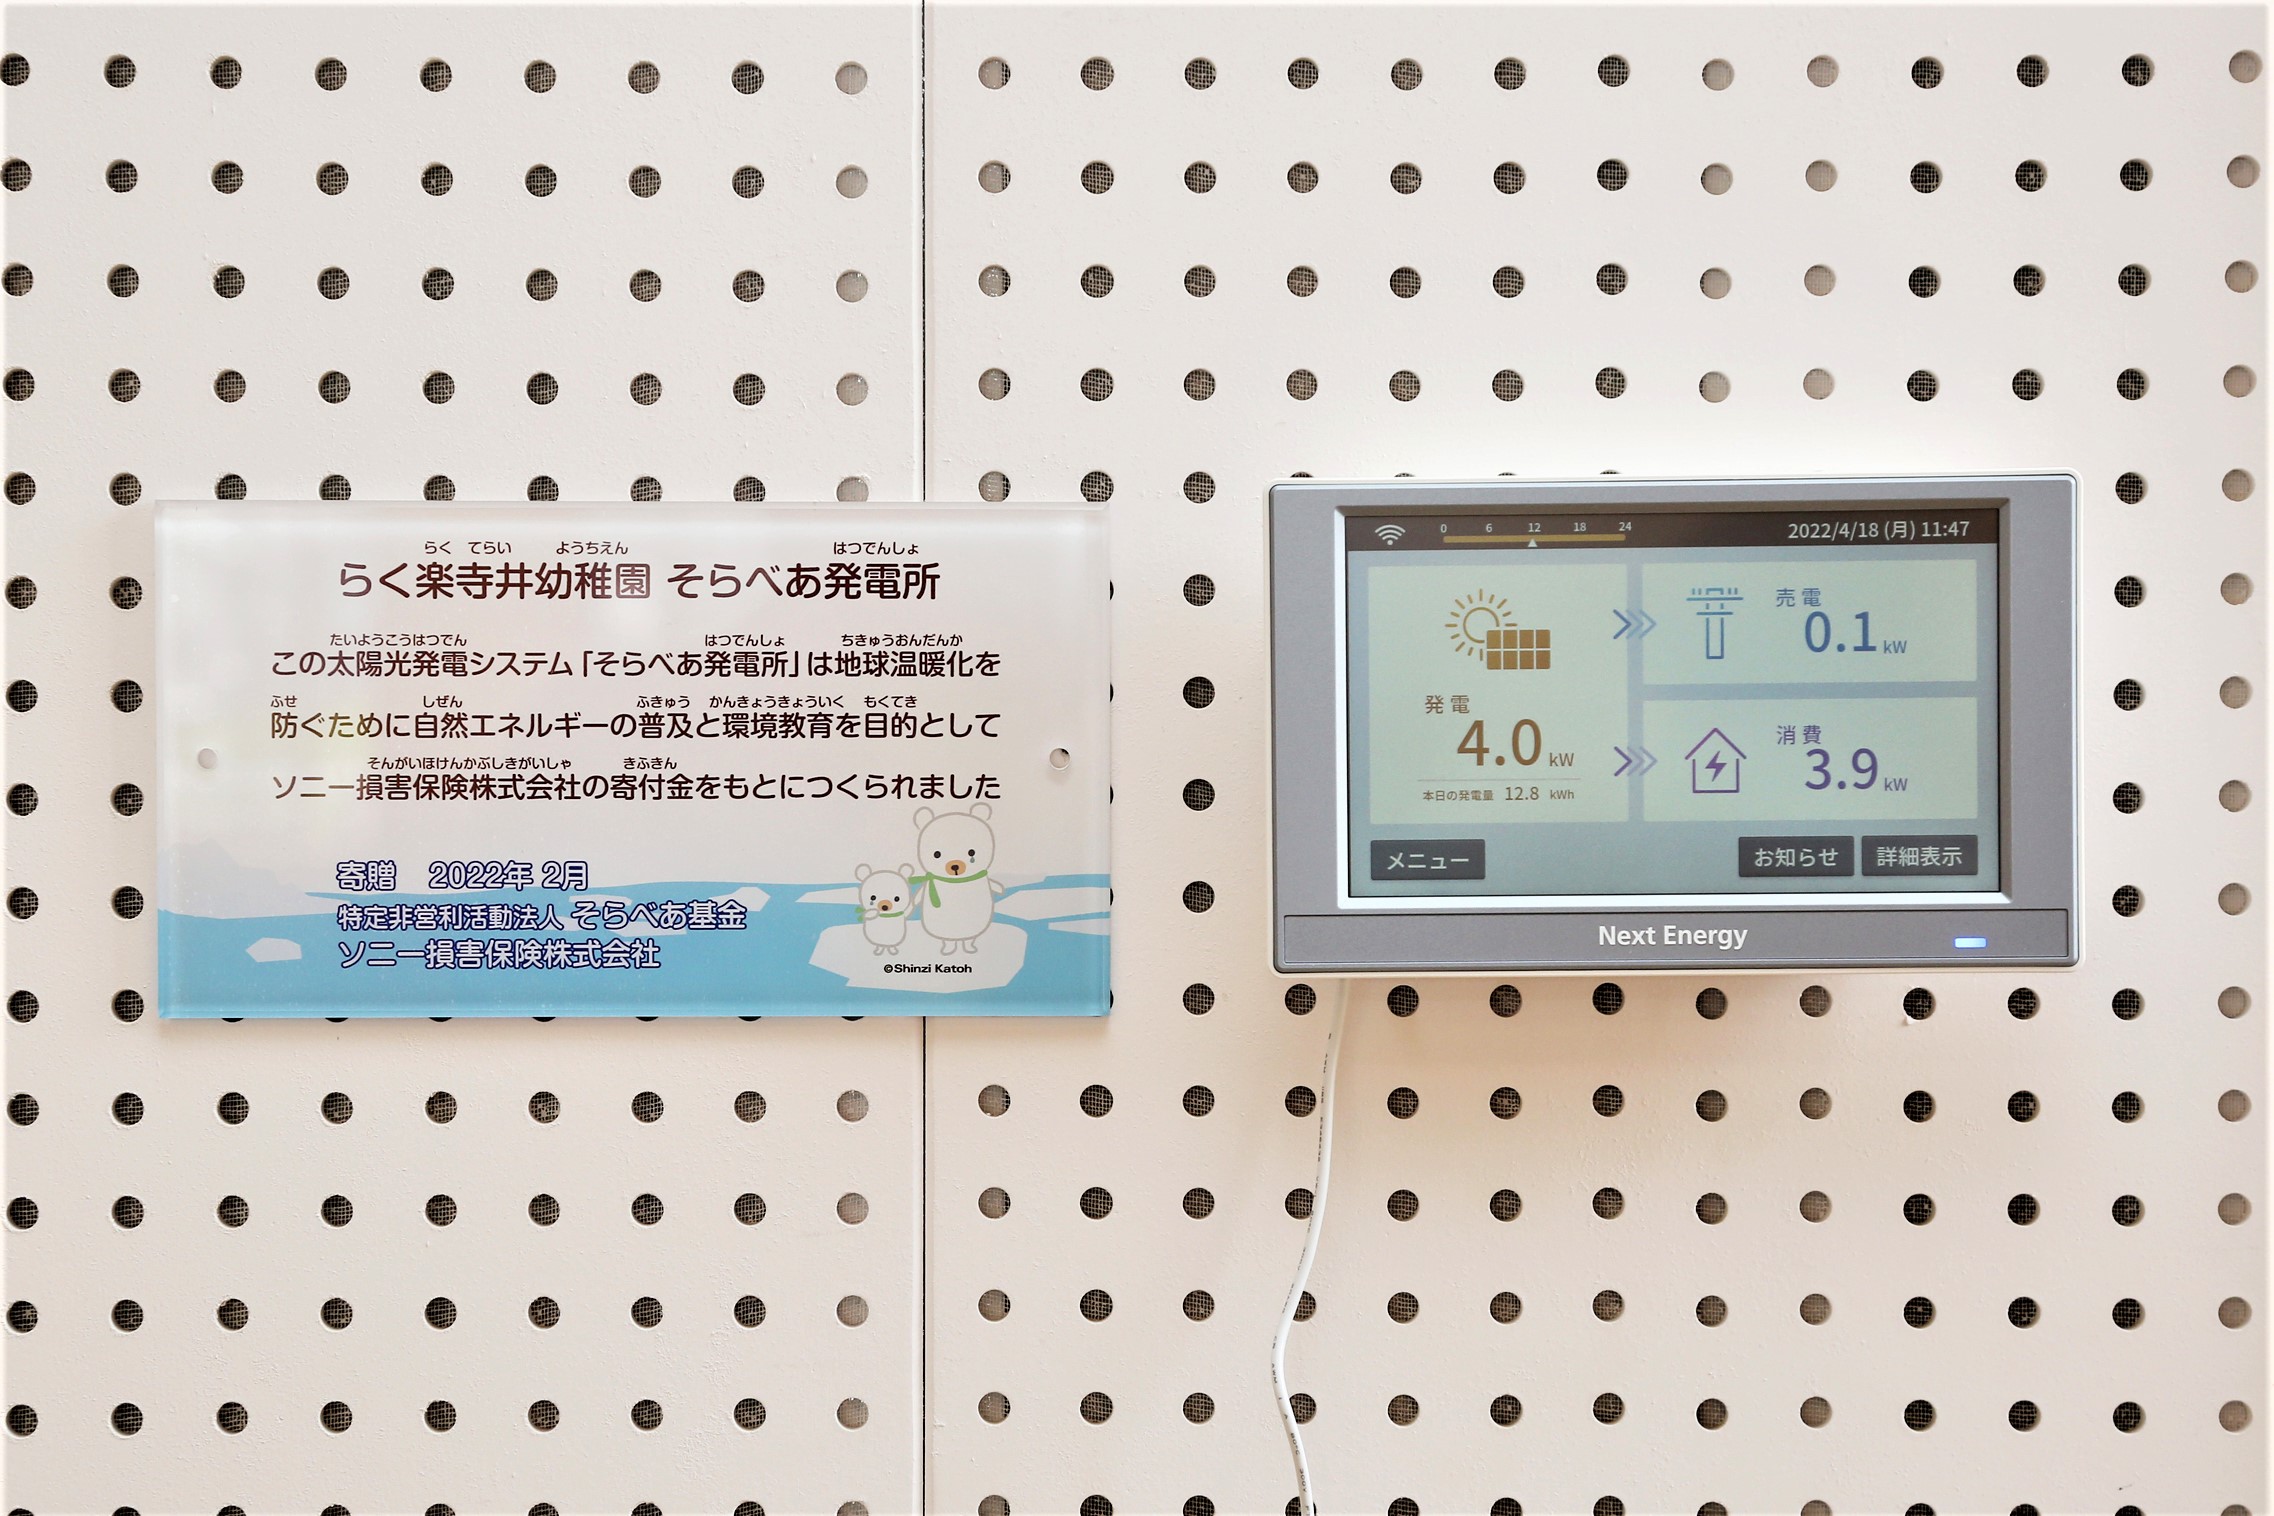 らく てらい ようちえん はつでんしょ
らく楽寺井幼稚園 そらべあ発電所
たいようこうはつでん はつでんしょ ちきゅうおんだんか
この太陽光発電システム「そらべあ発電所」は地球温暖化を
ふせ しぜん ふきゅう かんきょうきょういく もくてき
防ぐために自然エネルギーの普及と環境教育を目的として
そんがいほけんかぶしきがいしゃ きふきん
ソニー損害保険株式会社の寄付金をもとにつくられました
寄贈 2022年 2月
特定非営利活動法人 そらべあ基金
ソニー損害保険株式会社
©Shinzi Katoh
0 6 12 18 24
2022/4/18 (月) 11:47
発電
4.0 kW
本日の発電量 12.8 kWh
売電
0.1 kW
消費
3.9 kW
メニュー
お知らせ
詳細表示
Next Energy